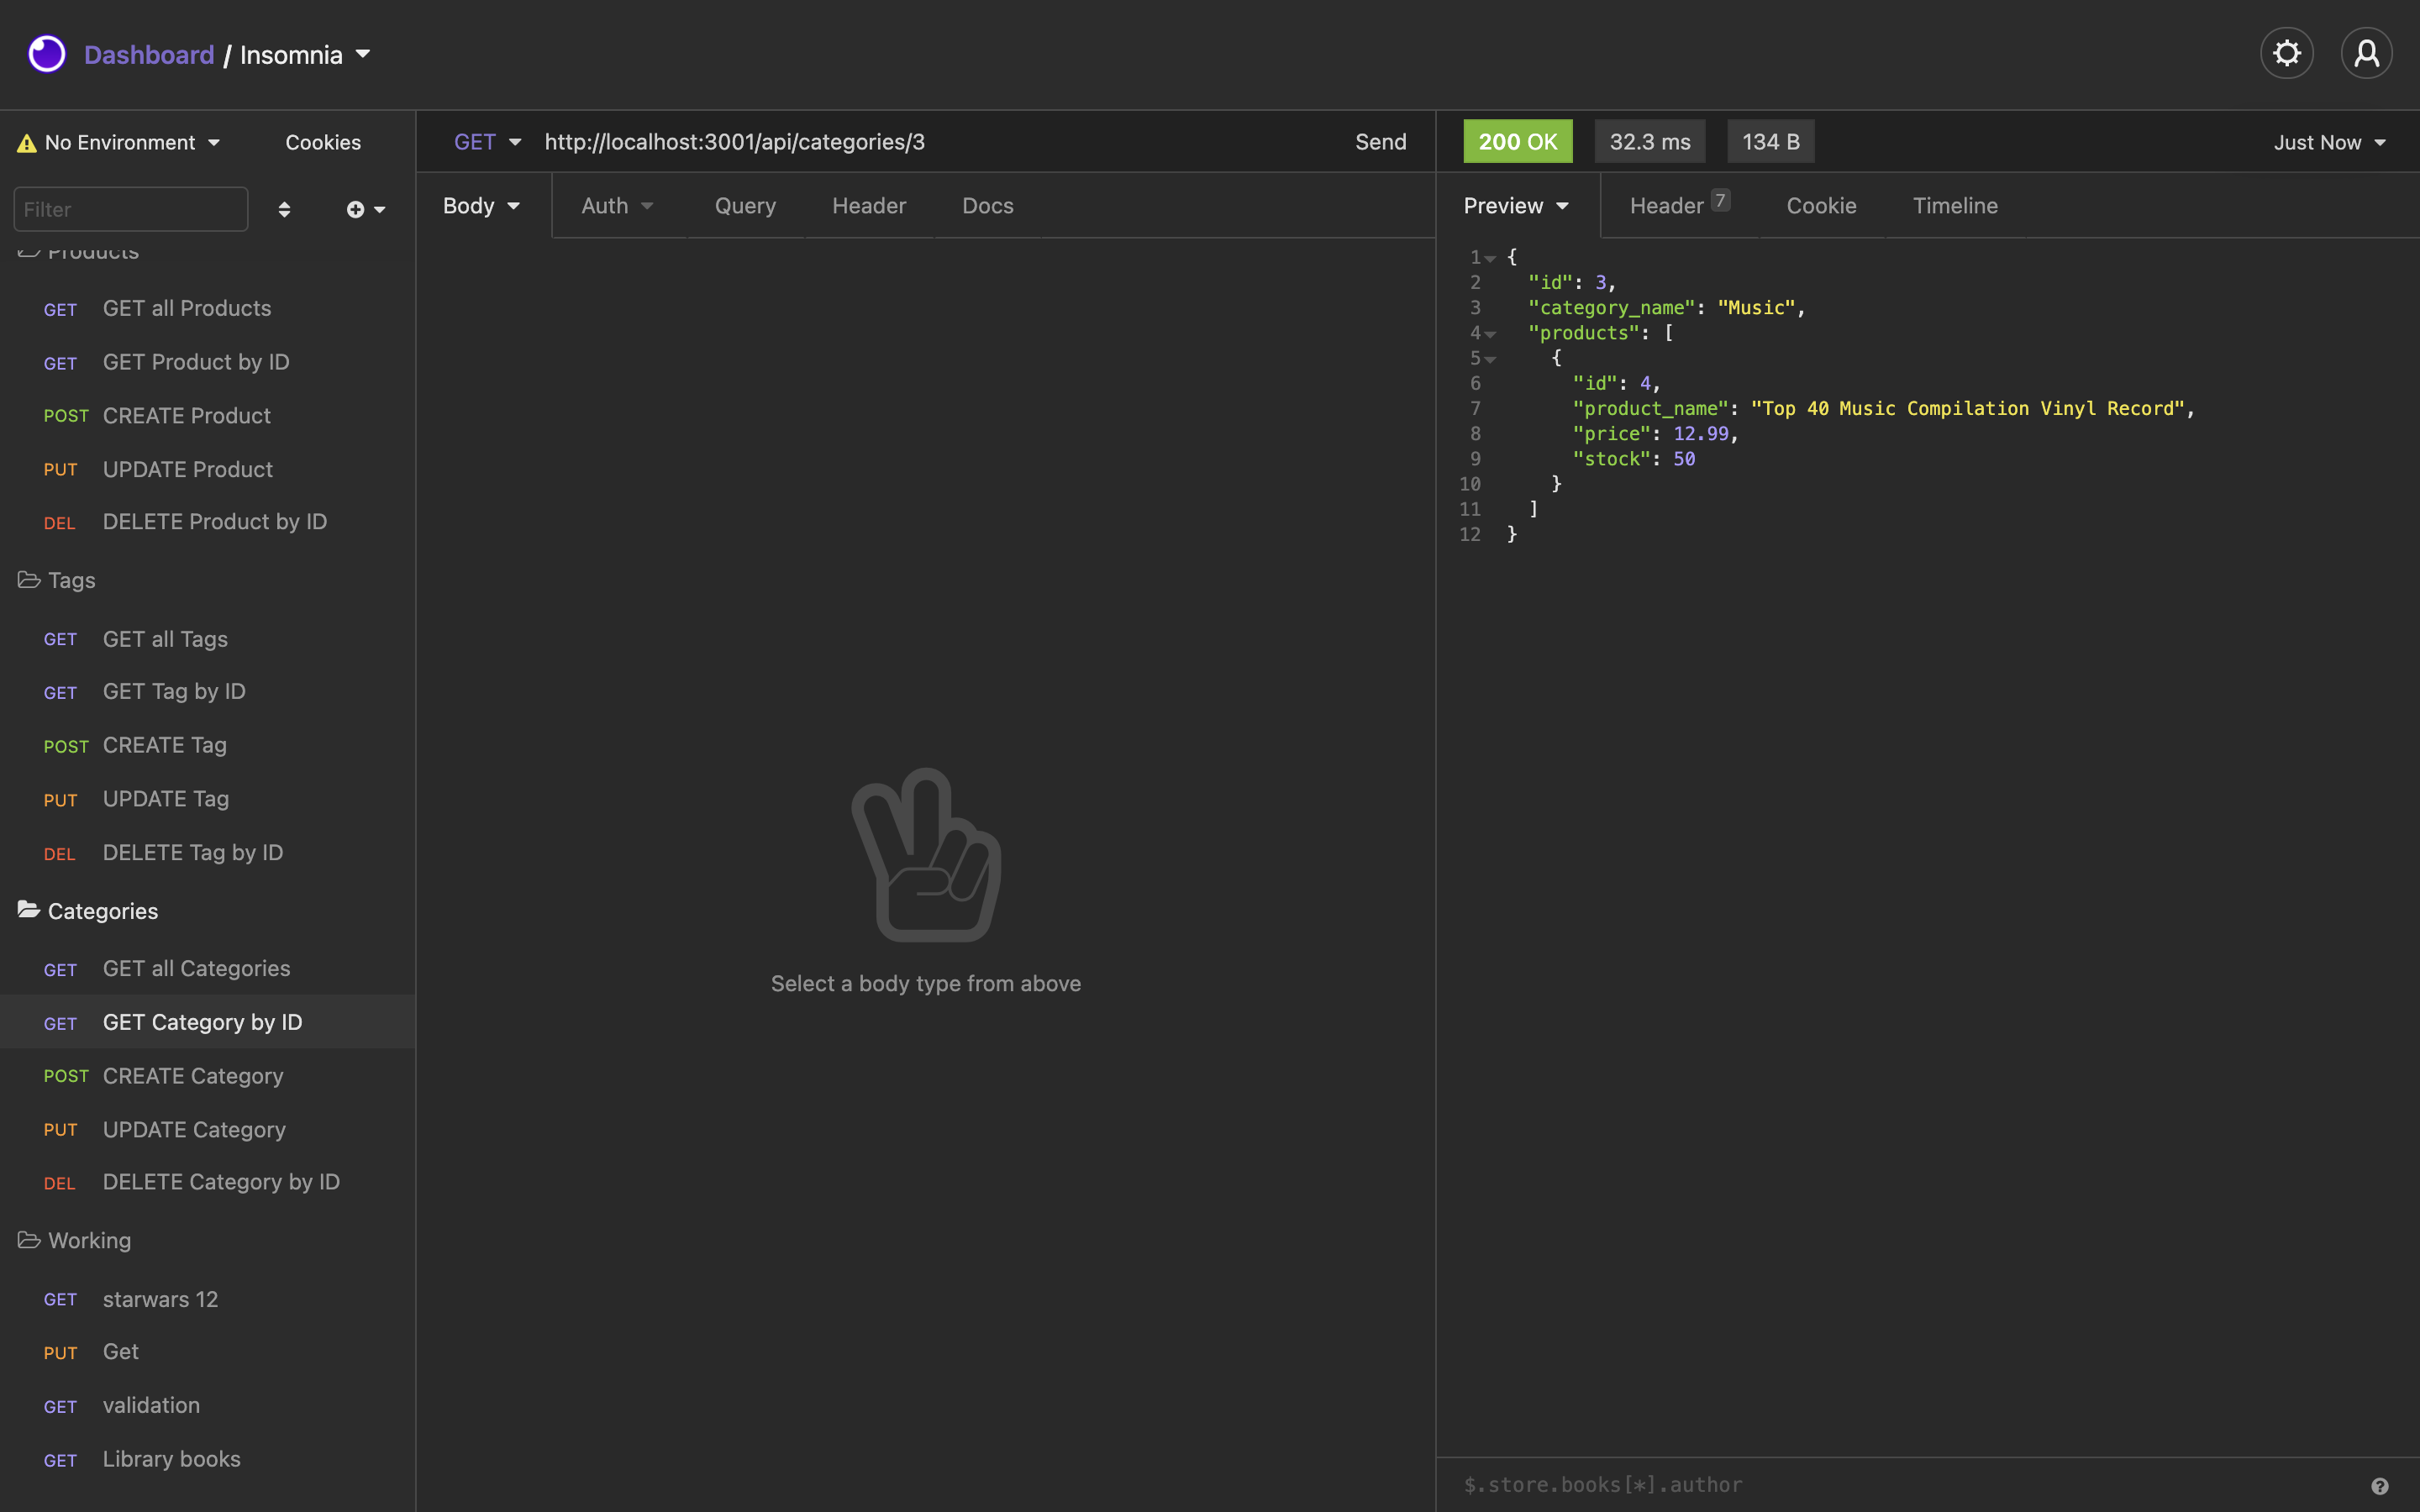 Dashboard / Insomnia
No Environment
Cookies
Filter
Products
GET GET all Products
GET GET Product by ID
POST CREATE Product
PUT UPDATE Product
DEL DELETE Product by ID
Tags
GET GET all Tags
GET GET Tag by ID
POST CREATE Tag
PUT UPDATE Tag
DEL DELETE Tag by ID
Categories
GET GET all Categories
GET GET Category by ID
POST CREATE Category
PUT UPDATE Category
DEL DELETE Category by ID
Working
GET starwars 12
PUT Get
GET validation
GET Library books
GET http://localhost:3001/api/categories/3 Send
Body Auth Query Header Docs
Select a body type from above
200 OK 32.3 ms 134 B Just Now
Preview Header 7 Cookie Timeline
1 {
2 "id": 3,
3 "category_name": "Music",
4 "products": [
5 {
6 "id": 4,
7 "product_name": "Top 40 Music Compilation Vinyl Record",
8 "price": 12.99,
9 "stock": 50
10 }
11 ]
12 }
$.store.books[*].author
?